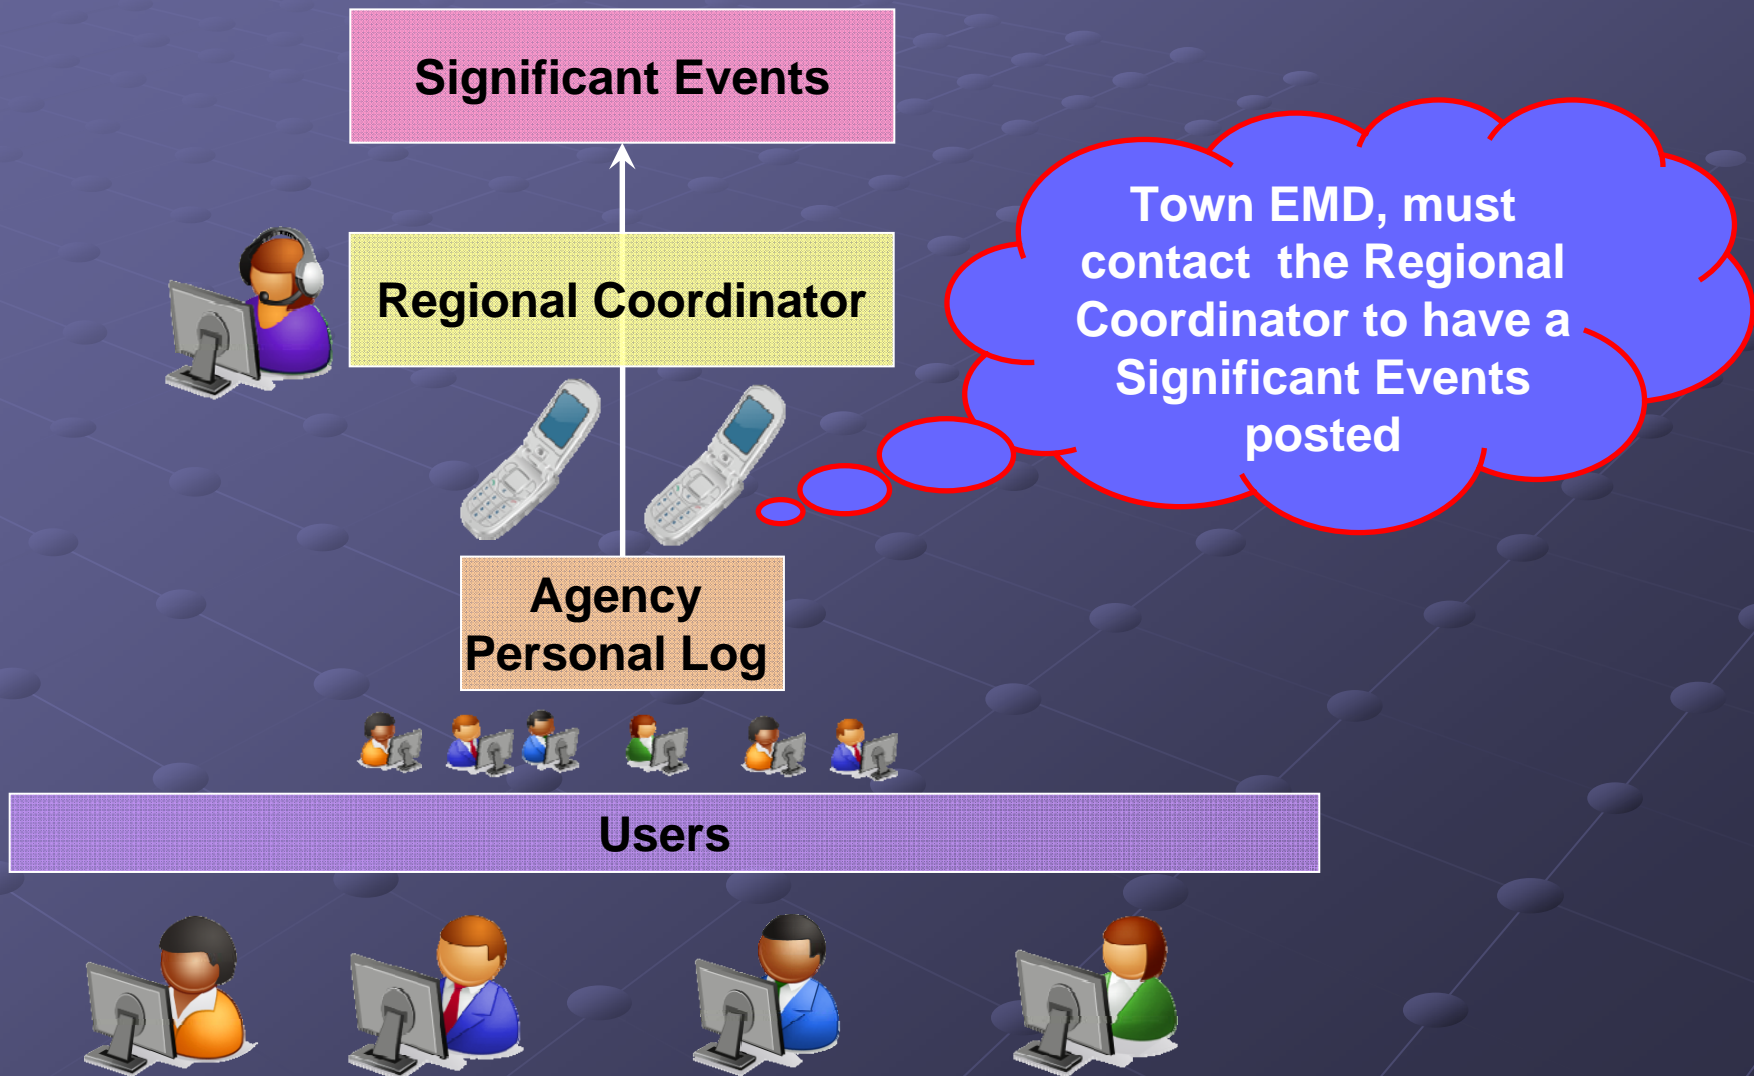 Significant Events
Regional Coordinator
Town EMD, must
contact  the Regional
Coordinator to have a
Significant Events
posted
Agency
Personal Log
Users